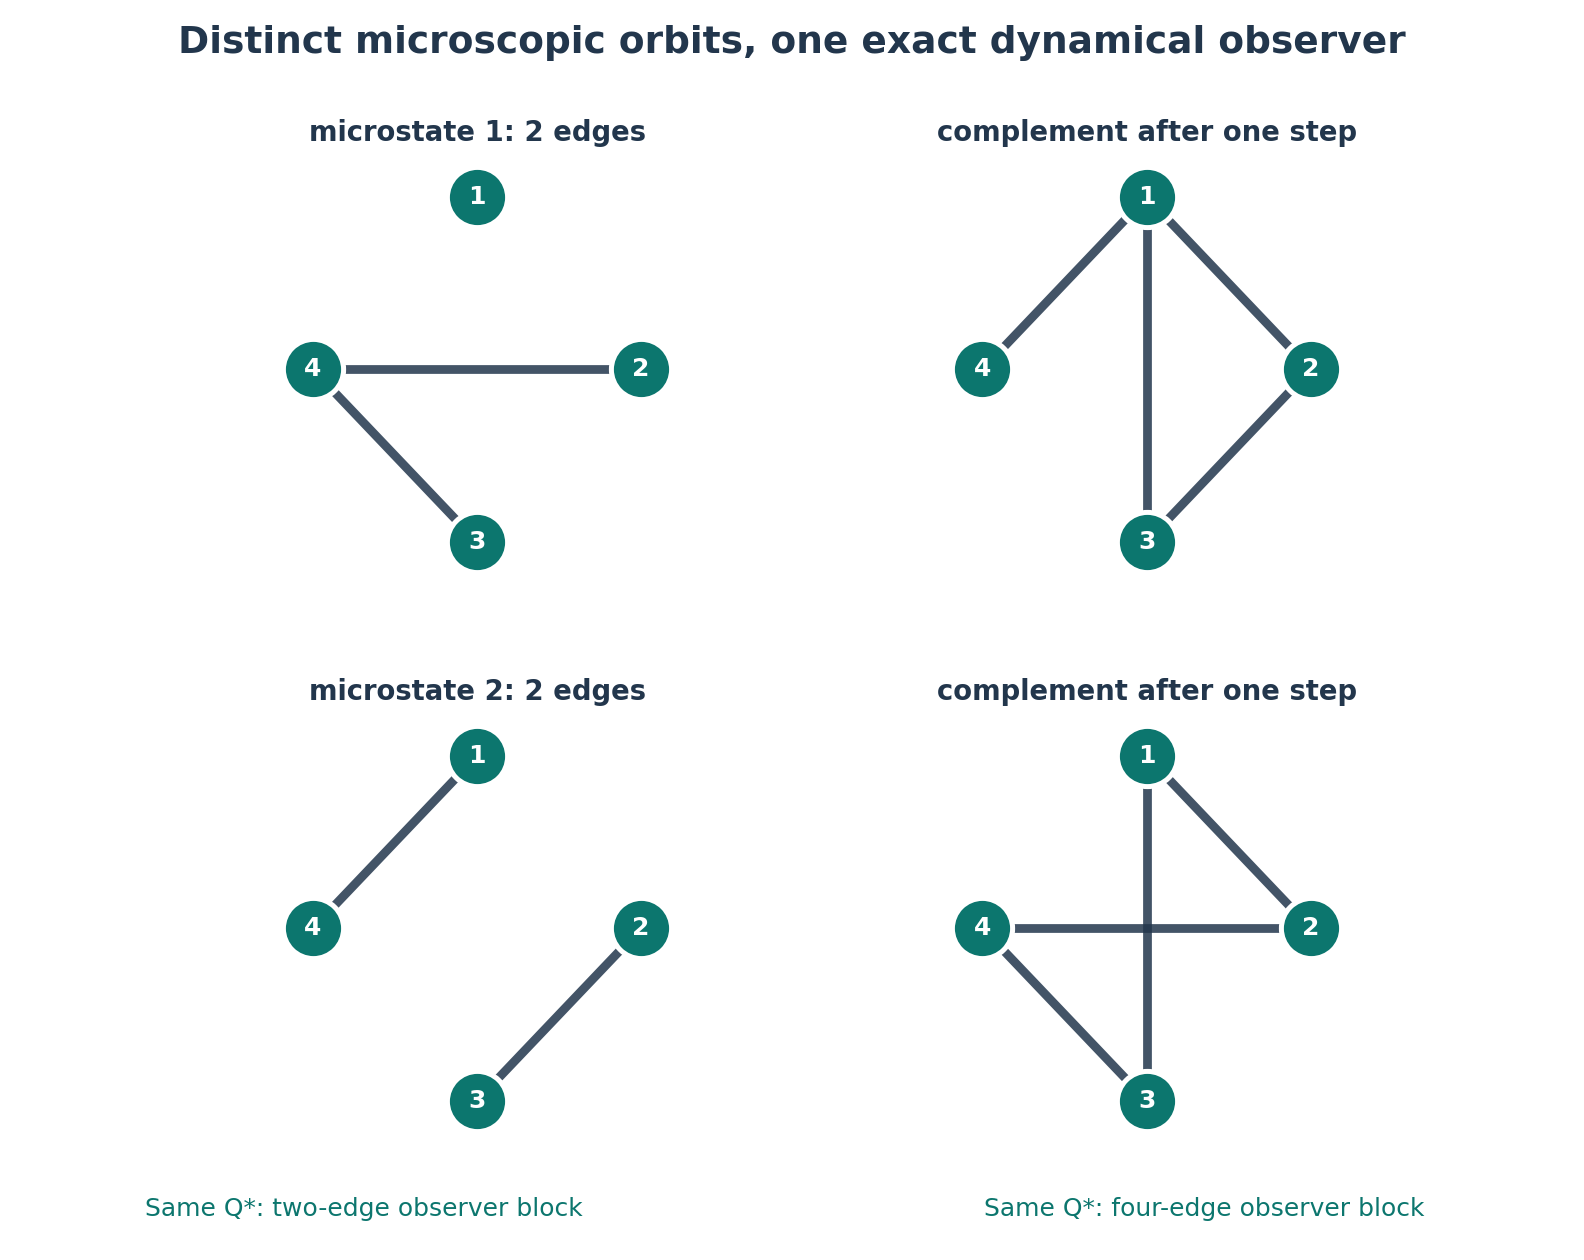 Distinct microscopic orbits, one exact dynamical observer
microstate 1: 2 edges
complement after one step
1
1
4
2
4
2
3
3
microstate 2: 2 edges
complement after one step
1
1
4
2
4
2
3
3
Same Q*: two-edge observer block
Same Q*: four-edge observer block